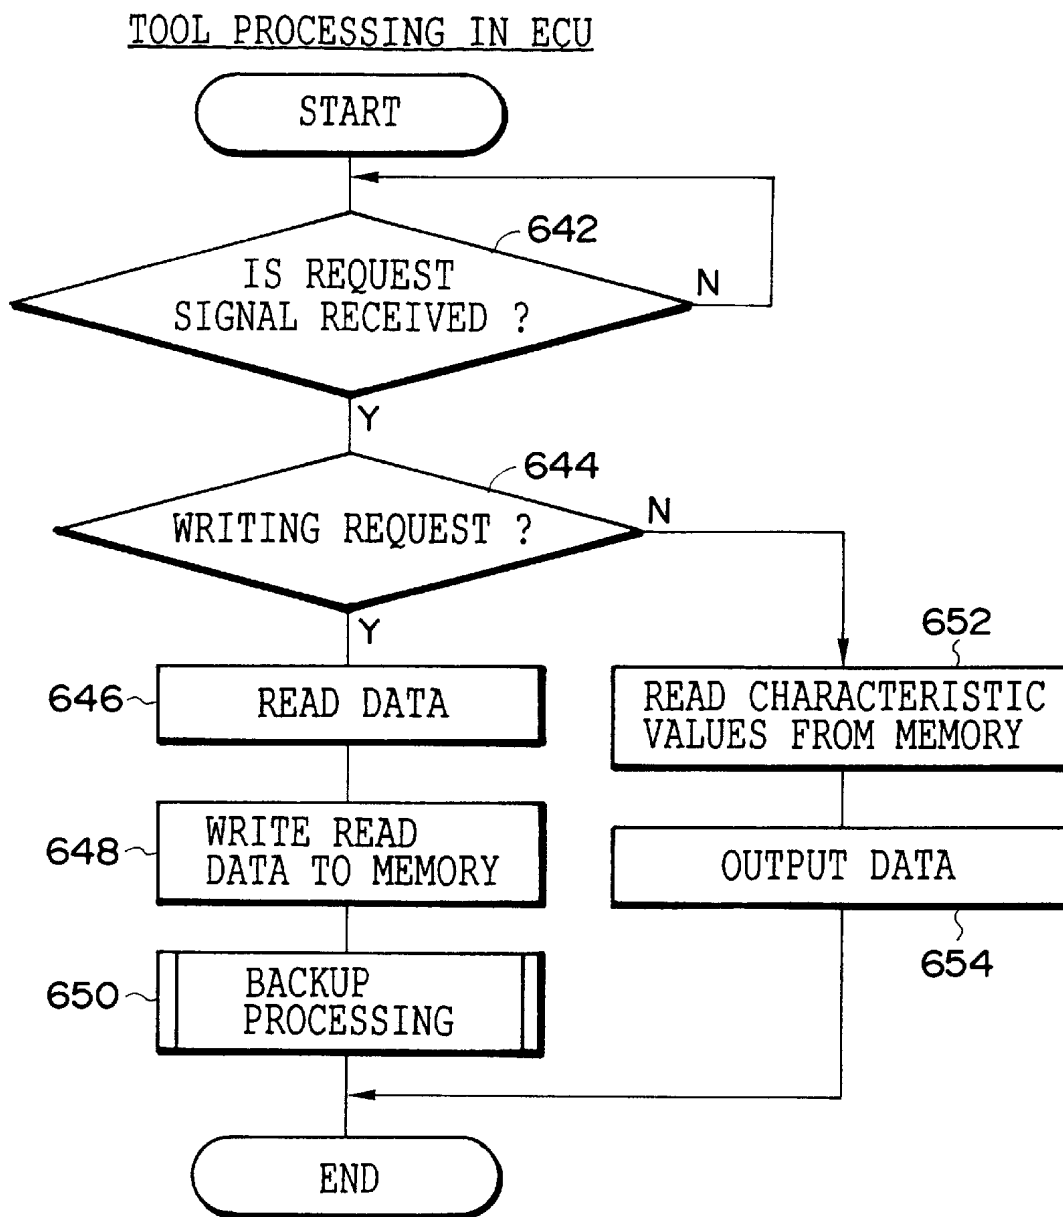 TOOL PROCESSING IN ECU
START
642
IS REQUEST
SIGNAL RECEIVED ?
N
Y
644
WRITING REQUEST ?
N
Y
652
646
READ DATA
READ CHARACTERISTIC
VALUES FROM MEMORY
648
WRITE READ
DATA TO MEMORY
OUTPUT DATA
654
650
BACKUP
PROCESSING
END